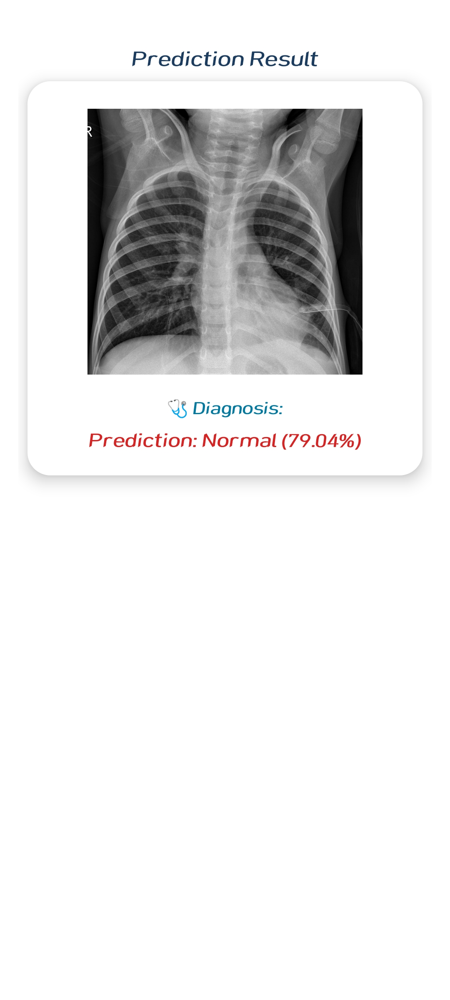 Prediction Result
R
🩺 Diagnosis:
Prediction: Normal (79.04%)